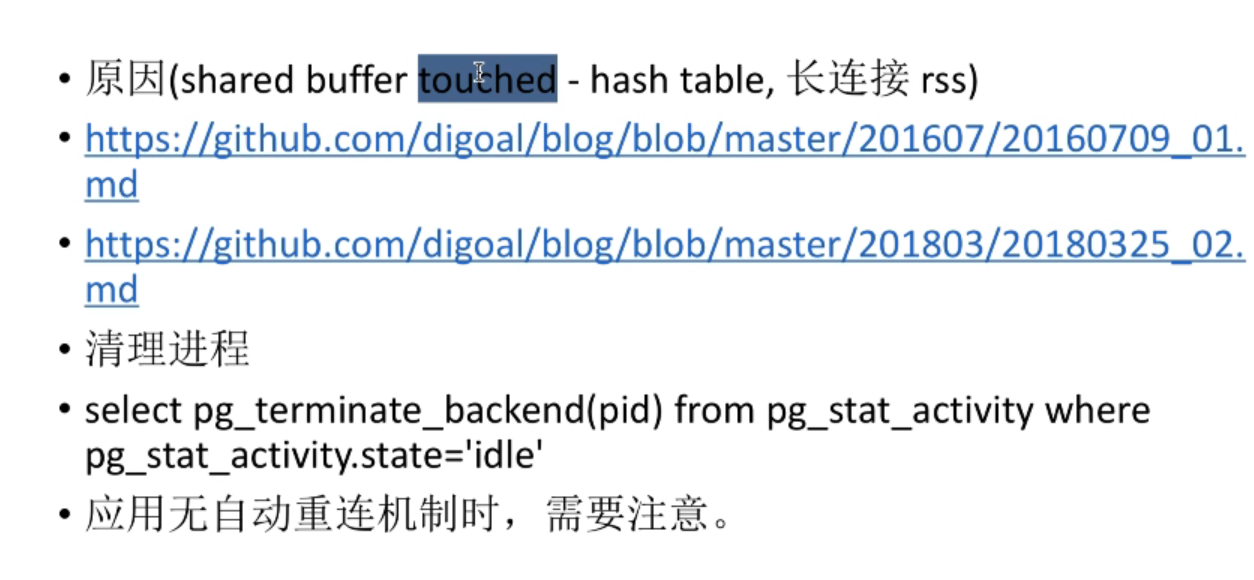 • 原因(shared buffer touched - hash table, 长连接 rss)
• https://github.com/digoal/blog/blob/master/201607/20160709_01.
md
• https://github.com/digoal/blog/blob/master/201803/20180325_02.
md
• 清理进程
• select pg_terminate_backend(pid) from pg_stat_activity where
pg_stat_activity.state='idle'
• 应用无自动重连机制时，需要注意。